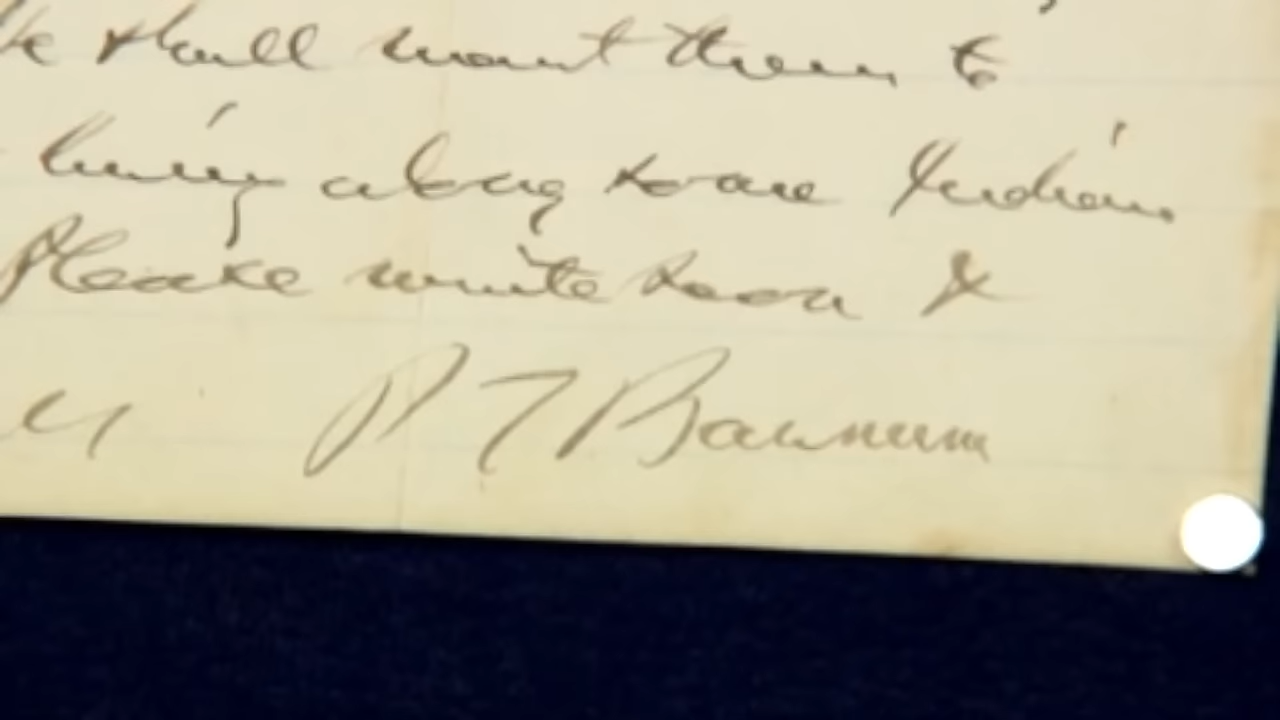 We shall want them to
bring along some Indians.
Please write soon &
P T Barnum